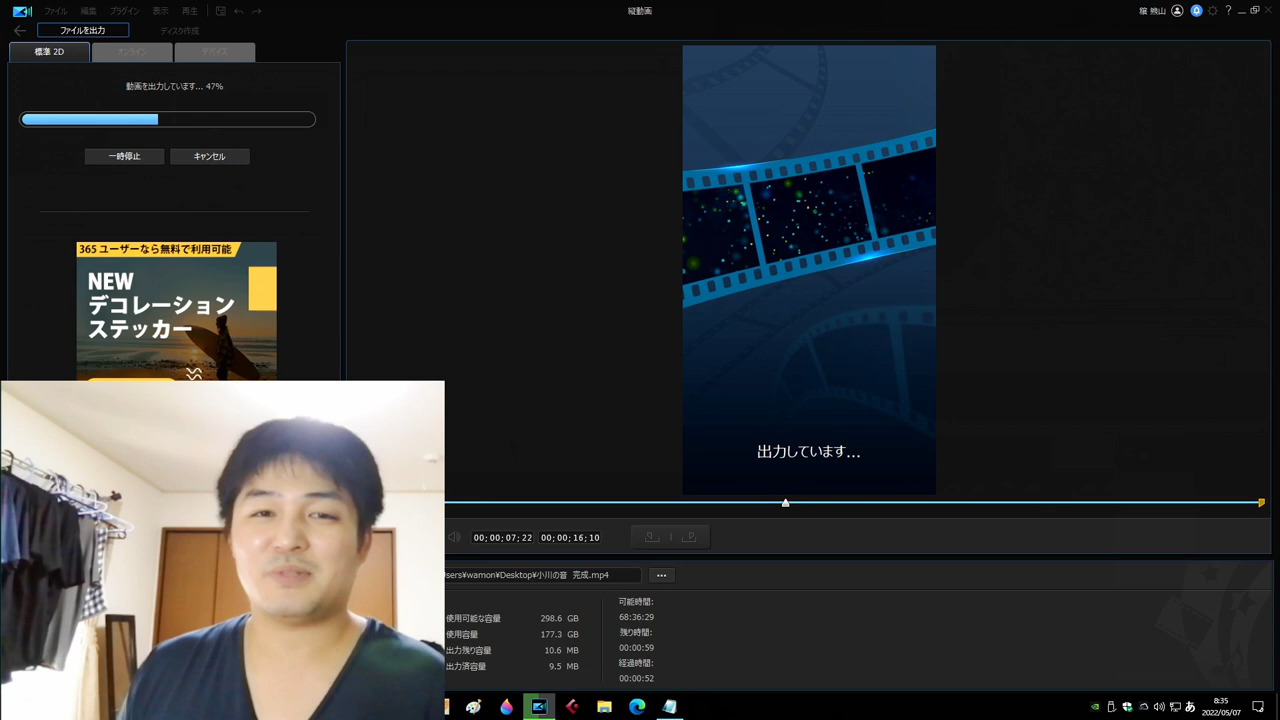 ファイル 編集 プラグイン 表示 再生
縦動画
猿 熊山
?
ファイルを出力 ディスク作成
標準 2D オンライン デバイス
動画を出力しています... 47%
一時停止 キャンセル
365 ユーザーなら無料で利用可能
NEW
デコレーション
ステッカー
出力しています...
00;00;07;22 00;00;16;10
sers¥wamon¥Desktop¥小川の音 完成.mp4 ...
使用可能な容量 298.6 GB
使用容量 177.3 GB
出力残り容量 10.6 MB
出力済容量 9.5 MB
可能時間:
68:36:29
残り時間:
00:00:59
経過時間:
00:00:52
あ
8:35
2022/05/07